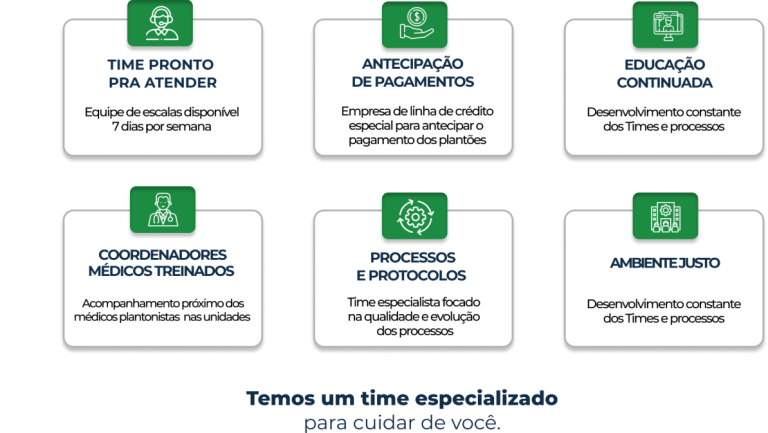 TIME PRONTO
PRA ATENDER
Equipe de escalas disponível
7 dias por semana
ANTECIPAÇÃO
DE PAGAMENTOS
Empresa de linha de crédito
especial para antecipar o
pagamento dos plantões
EDUCAÇÃO
CONTINUADA
Desenvolvimento constante
dos Times e processos
COORDENADORES
MÉDICOS TREINADOS
Acompanhamento próximo dos
médicos plantonistas nas unidades
PROCESSOS
E PROTOCOLOS
Time especialista focado
na qualidade e evolução
dos processos
AMBIENTE JUSTO
Desenvolvimento constante
dos Times e processos
Temos um time especializado
para cuidar de você.